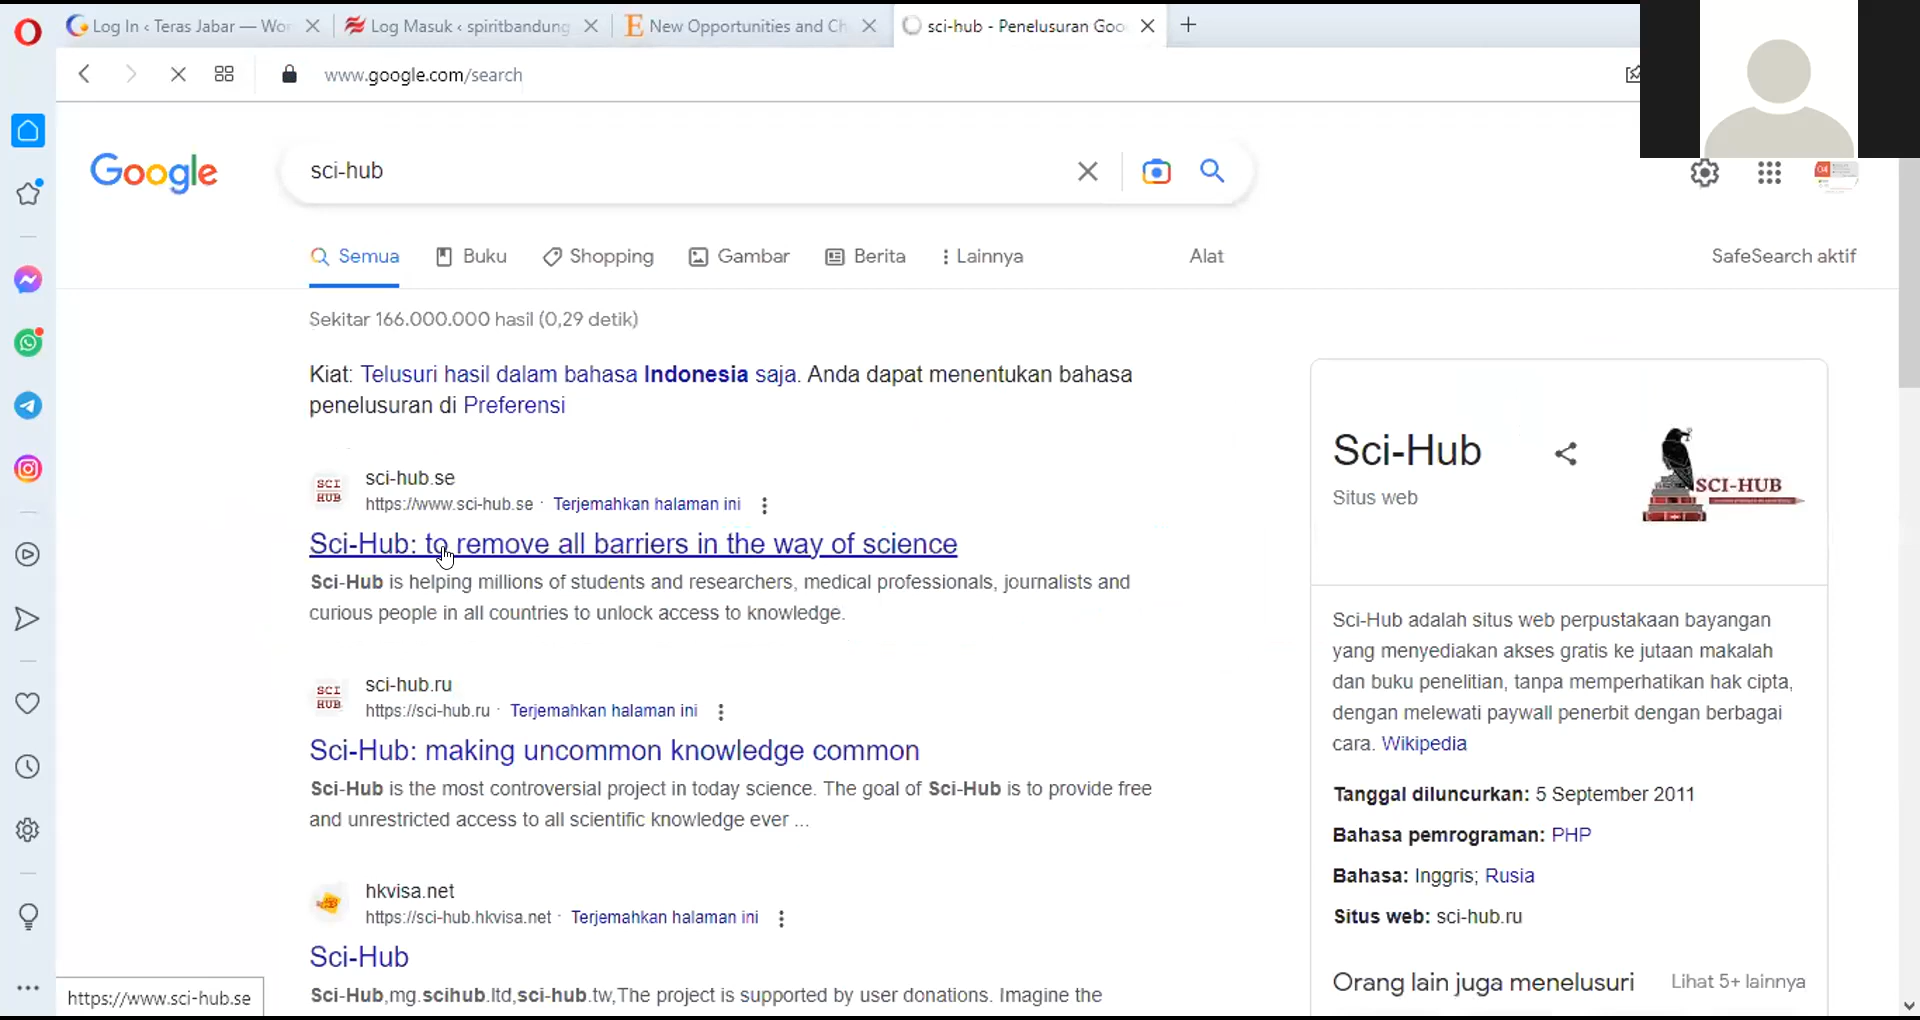 Log In ‹ Teras Jabar — Wor
Log Masuk ‹ spiritbandung
New Opportunities and Ch
sci-hub - Penelusuran Goo
www.google.com/search
Google
sci-hub
Semua
Buku
Shopping
Gambar
Berita
Lainnya
Alat
SafeSearch aktif
Sekitar 166.000.000 hasil (0,29 detik)
Kiat: Telusuri hasil dalam bahasa Indonesia saja. Anda dapat menentukan bahasa
penelusuran di Preferensi
SCI
HUB
sci-hub.se
https://www.sci-hub.se · Terjemahkan halaman ini
Sci-Hub: to remove all barriers in the way of science
Sci-Hub is helping millions of students and researchers, medical professionals, journalists and
curious people in all countries to unlock access to knowledge.
SCI
HUB
sci-hub.ru
https://sci-hub.ru · Terjemahkan halaman ini
Sci-Hub: making uncommon knowledge common
Sci-Hub is the most controversial project in today science. The goal of Sci-Hub is to provide free
and unrestricted access to all scientific knowledge ever ...
hkvisa.net
https://sci-hub.hkvisa.net · Terjemahkan halaman ini
Sci-Hub
Sci-Hub,mg.scihub.ltd,sci-hub.tw,The project is supported by user donations. Imagine the
https://www.sci-hub.se
Sci-Hub
Situs web
SCI-HUB
Sci-Hub adalah situs web perpustakaan bayangan
yang menyediakan akses gratis ke jutaan makalah
dan buku penelitian, tanpa memperhatikan hak cipta,
dengan melewati paywall penerbit dengan berbagai
cara. Wikipedia
Tanggal diluncurkan: 5 September 2011
Bahasa pemrograman: PHP
Bahasa: Inggris; Rusia
Situs web: sci-hub.ru
Orang lain juga menelusuri
Lihat 5+ lainnya